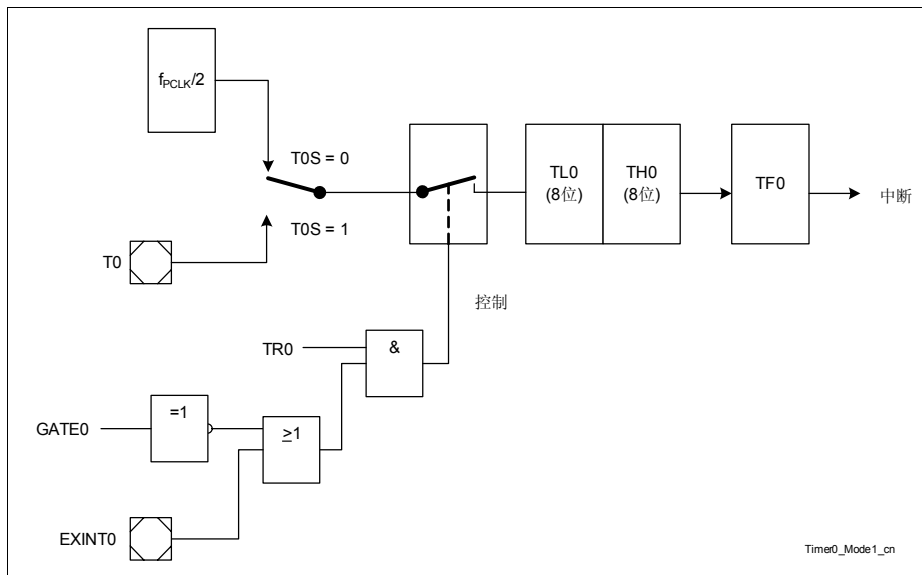 fPCLK/2
T0S = 0
T0S = 1
T0
TL0
(8位)
TH0
(8位)
TF0
中断
控制
TR0
&
GATE0
=1
≥1
EXINT0
Timer0_Mode1_cn